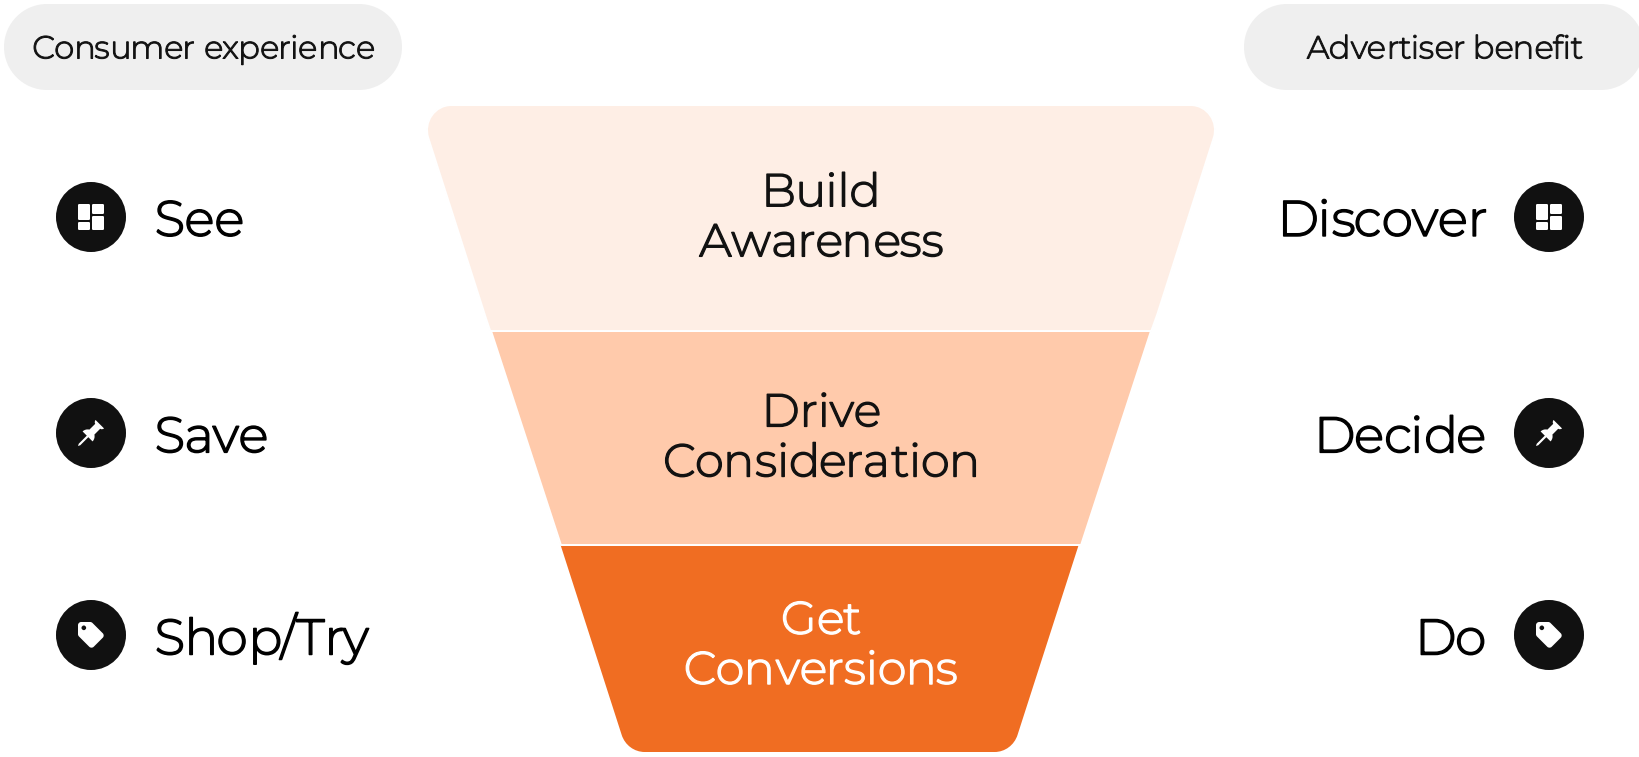 Consumer experience
Advertiser benefit
See
Build
Awareness
Discover
Save
Drive
Consideration
Decide
Shop/Try
Get
Conversions
Do